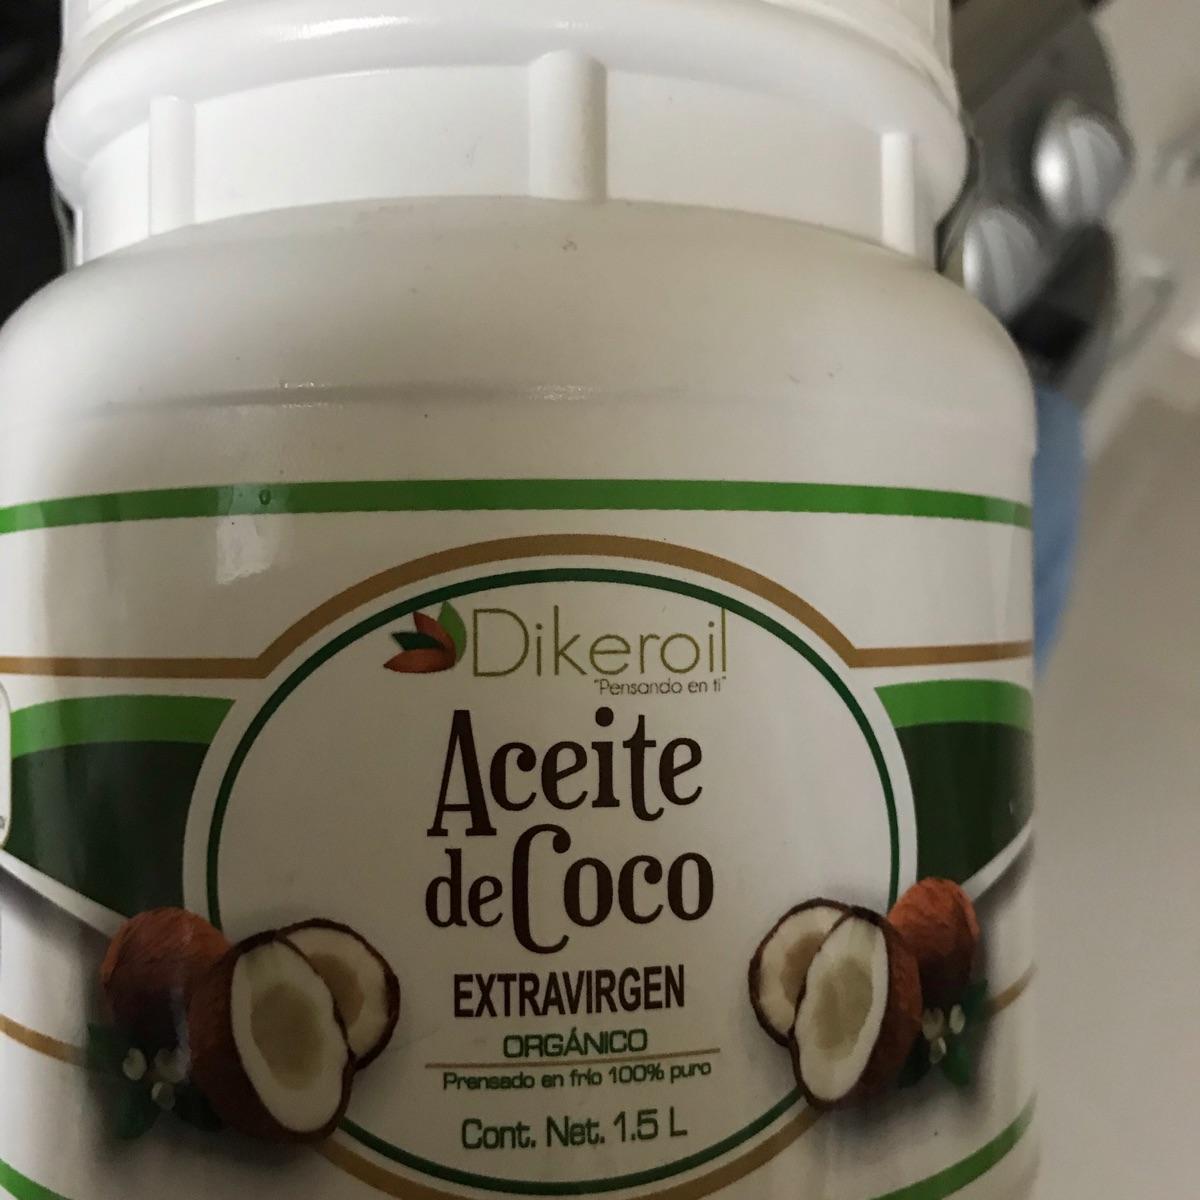 Dikeroil
"Pensando en ti"
Aceite
de Coco
EXTRAVIRGEN
ORGÁNICO
Prensado en frío 100% puro
Cont. Net. 1.5 L